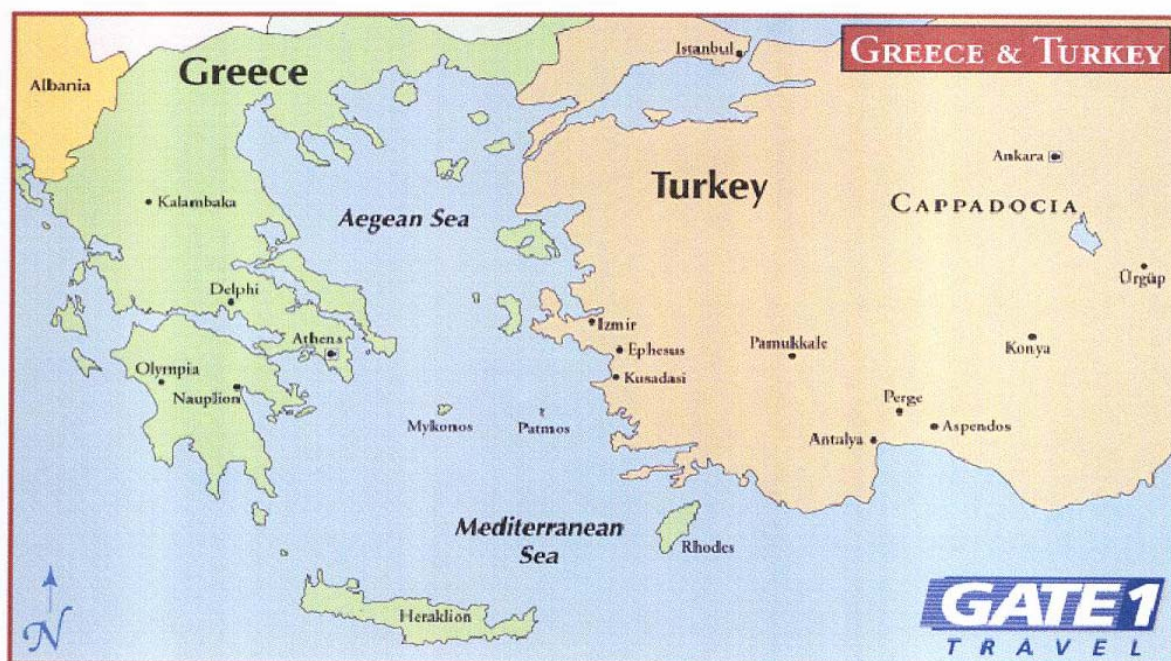 GREECE & TURKEY
Istanbul
Greece
Albania
Ankara
Turkey
Kalambaka
CAPPADOCIA
Aegean Sea
Ürgüp
Delphi
Izmir
Athens
Ephesus
Pamukkale
Konya
Olympia
Kusadasi
Nauplion
Perge
Mykonos
Patmos
Aspendos
Antalya
Mediterranean
Sea
Rhodes
Heraklion
N
GATE 1
TRAVEL